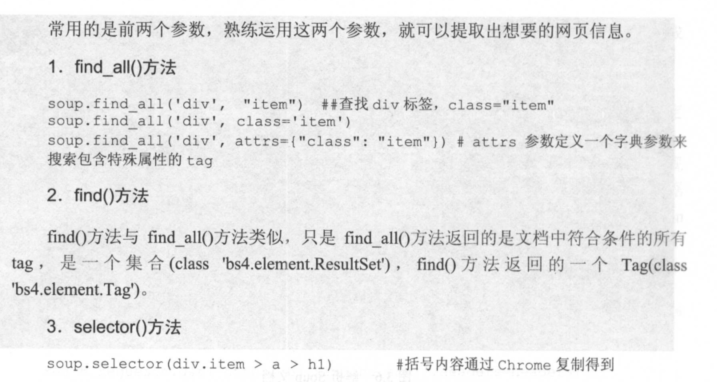 常用的是前两个参数，熟练运用这两个参数，就可以提取出想要的网页信息。
1．find_all()方法
soup.find_all('div', "item") ##查找 div 标签，class="item"
soup.find_all('div', class='item')
soup.find_all('div', attrs={"class": "item"}) # attrs 参数定义一个字典参数来
搜索包含特殊属性的 tag
2．find()方法
find()方法与 find_all()方法类似，只是 find_all()方法返回的是文档中符合条件的所有
tag，是一个集合(class 'bs4.element.ResultSet')，find()方法返回的一个 Tag(class
'bs4.element.Tag')。
3．selector()方法
soup.selector(div.item > a > h1) #括号内容通过 Chrome 复制得到